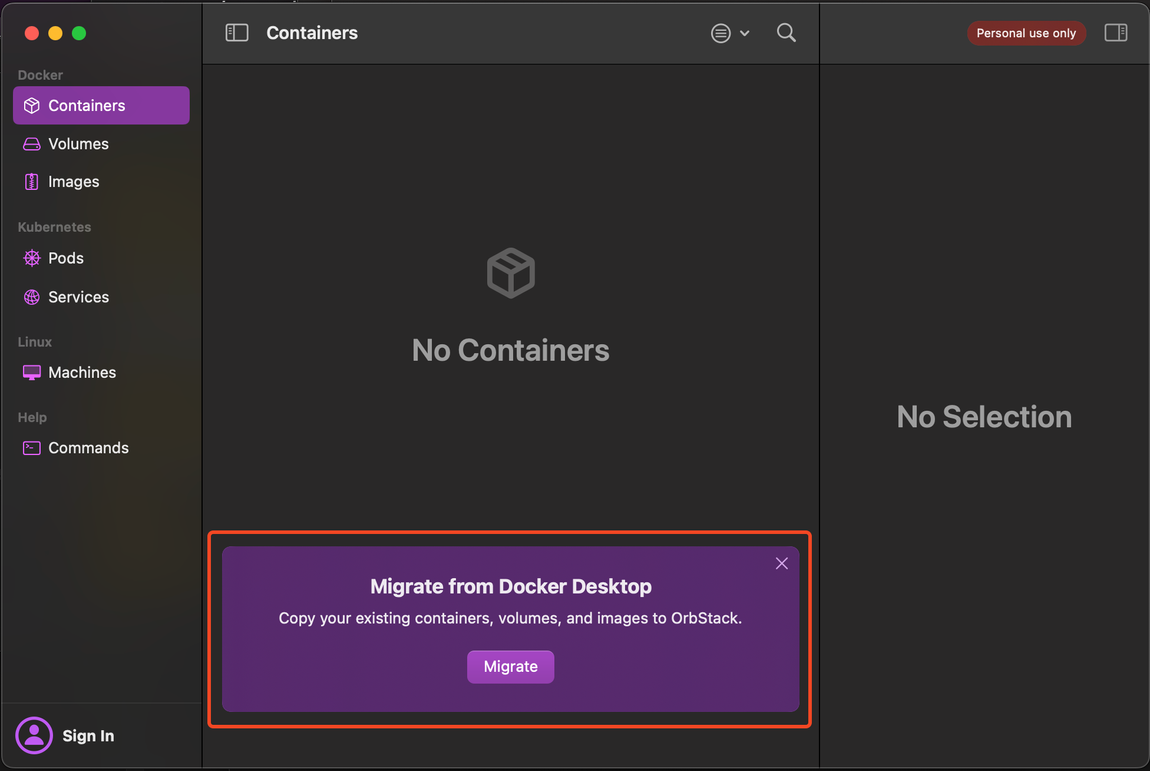 Containers
Personal use only
Docker
Containers
Volumes
Images
Kubernetes
Pods
Services
Linux
Machines
Help
Commands
Sign In
No Containers
Migrate from Docker Desktop
Copy your existing containers, volumes, and images to OrbStack.
Migrate
No Selection